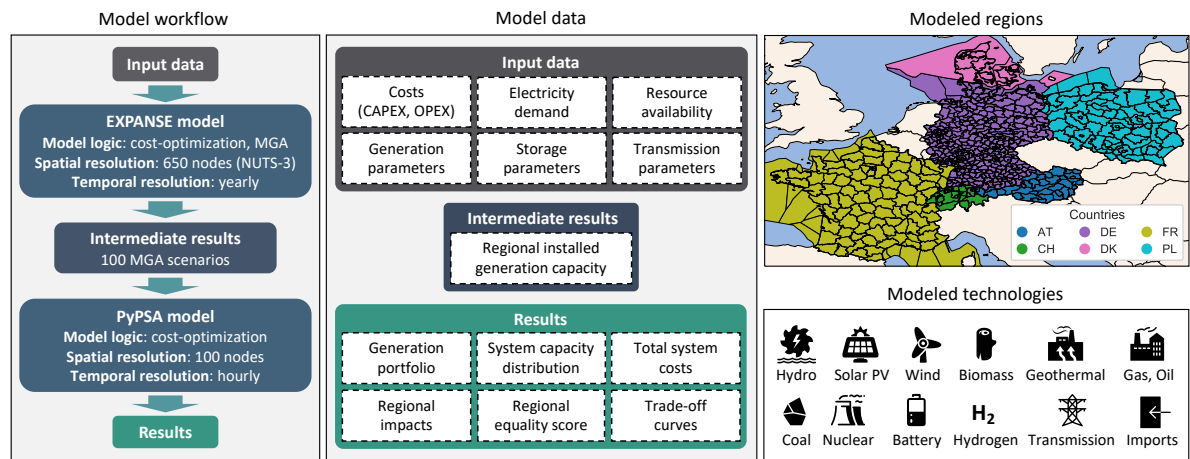 Model workflow
Input data
EXPANSE model
Model logic: cost-optimization, MGA
Spatial resolution: 650 nodes (NUTS-3)
Temporal resolution: yearly
Intermediate results
100 MGA scenarios
PyPSA model
Model logic: cost-optimization
Spatial resolution: 100 nodes
Temporal resolution: hourly
Results
Model data
Input data
Costs
(CAPEX, OPEX)
Electricity
demand
Resource
availability
Generation
parameters
Storage
parameters
Transmission
parameters
Intermediate results
Regional installed
generation capacity
Results
Generation
portfolio
System capacity
distribution
Total system
costs
Regional
impacts
Regional
equality score
Trade-off
curves
Modeled regions
Countries
AT
DE
FR
CH
DK
PL
Modeled technologies
Hydro
Solar PV
Wind
Biomass
Geothermal
Gas, Oil
H₂
Coal
Nuclear
Battery
Hydrogen
Transmission
Imports